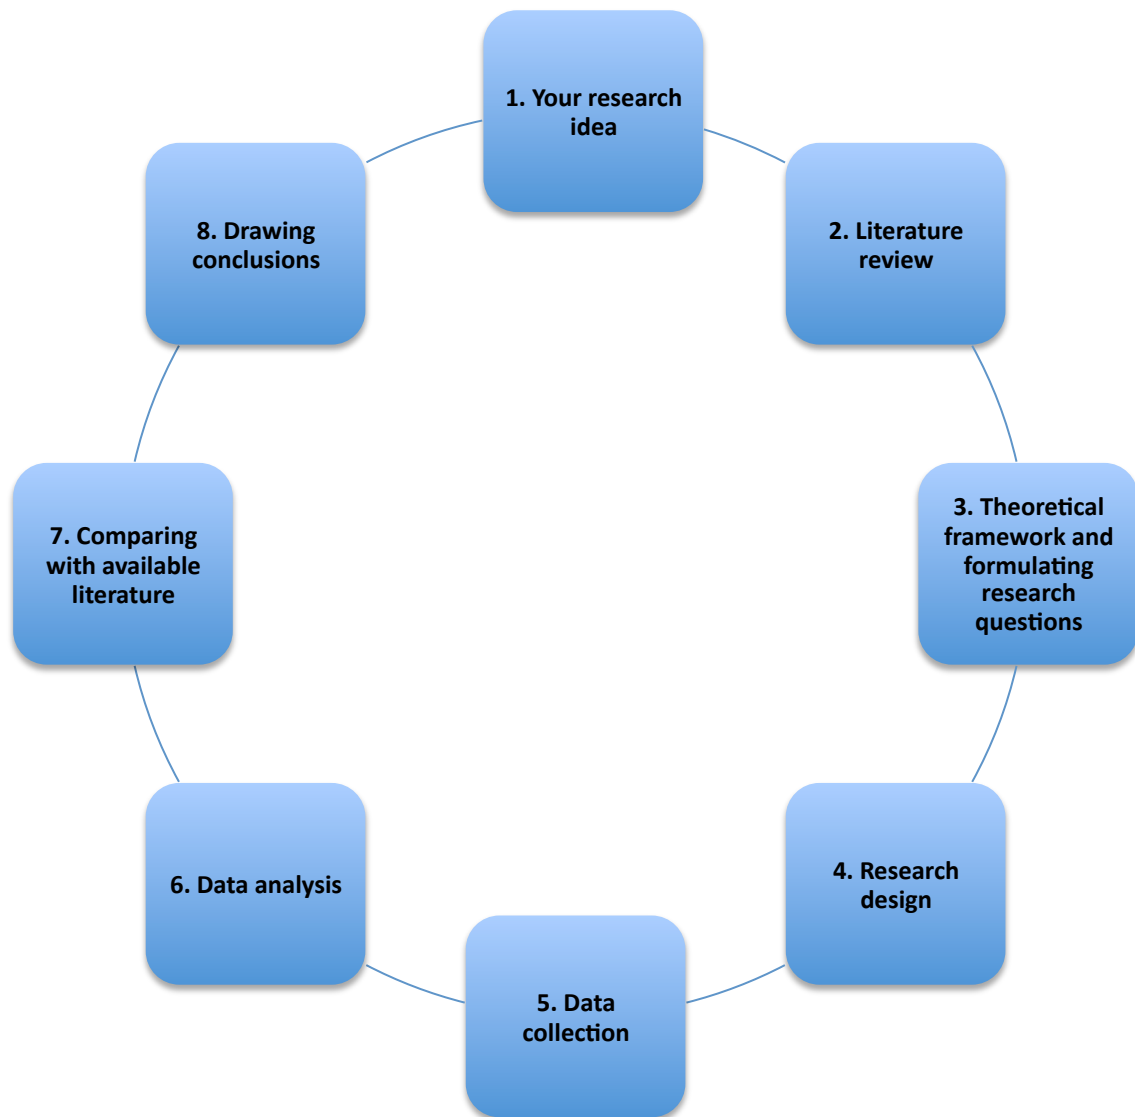 1. Your research
idea
2. Literature
review
3. Theoretical
framework and
formulating
research
questions
4. Research
design
5. Data
collection
6. Data analysis
7. Comparing
with available
literature
8. Drawing
conclusions